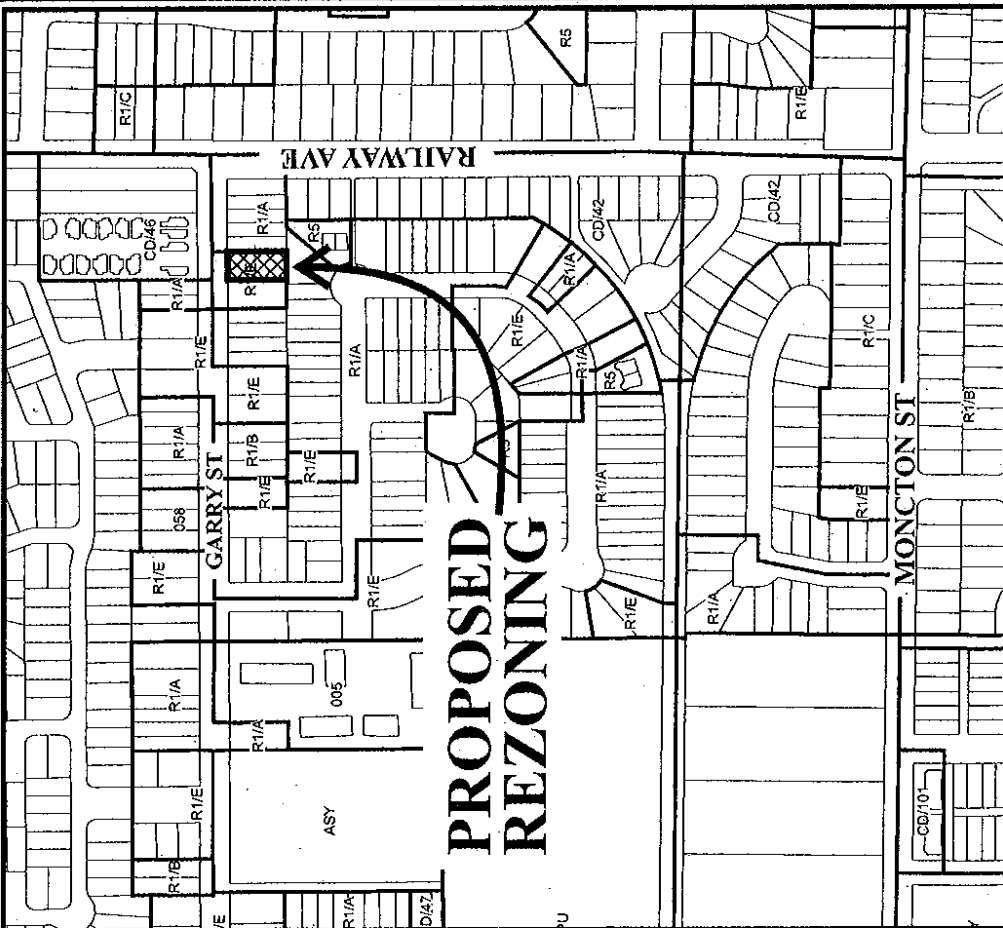 PROPOSED
REZONING
GARRY ST
RAILWAY AVE
MONCTON ST
R1/C
R5
R1/E
CD/46
R1/A
R5
R1/A
R1/E
R1/A
R1/E
R1/B
R1/E
R1/E
R1/A
058
R1/E
R1/A
R1/E
R1/A
R1/E
R1/B
R1/A
005
ASY
R1/A
D/47
/E
R1/E
R1/A
R1/A
R5
CD/42
CD/42
R1/A
R1/E
R1/A
R1/C
R1/E
R1/B
CD/101